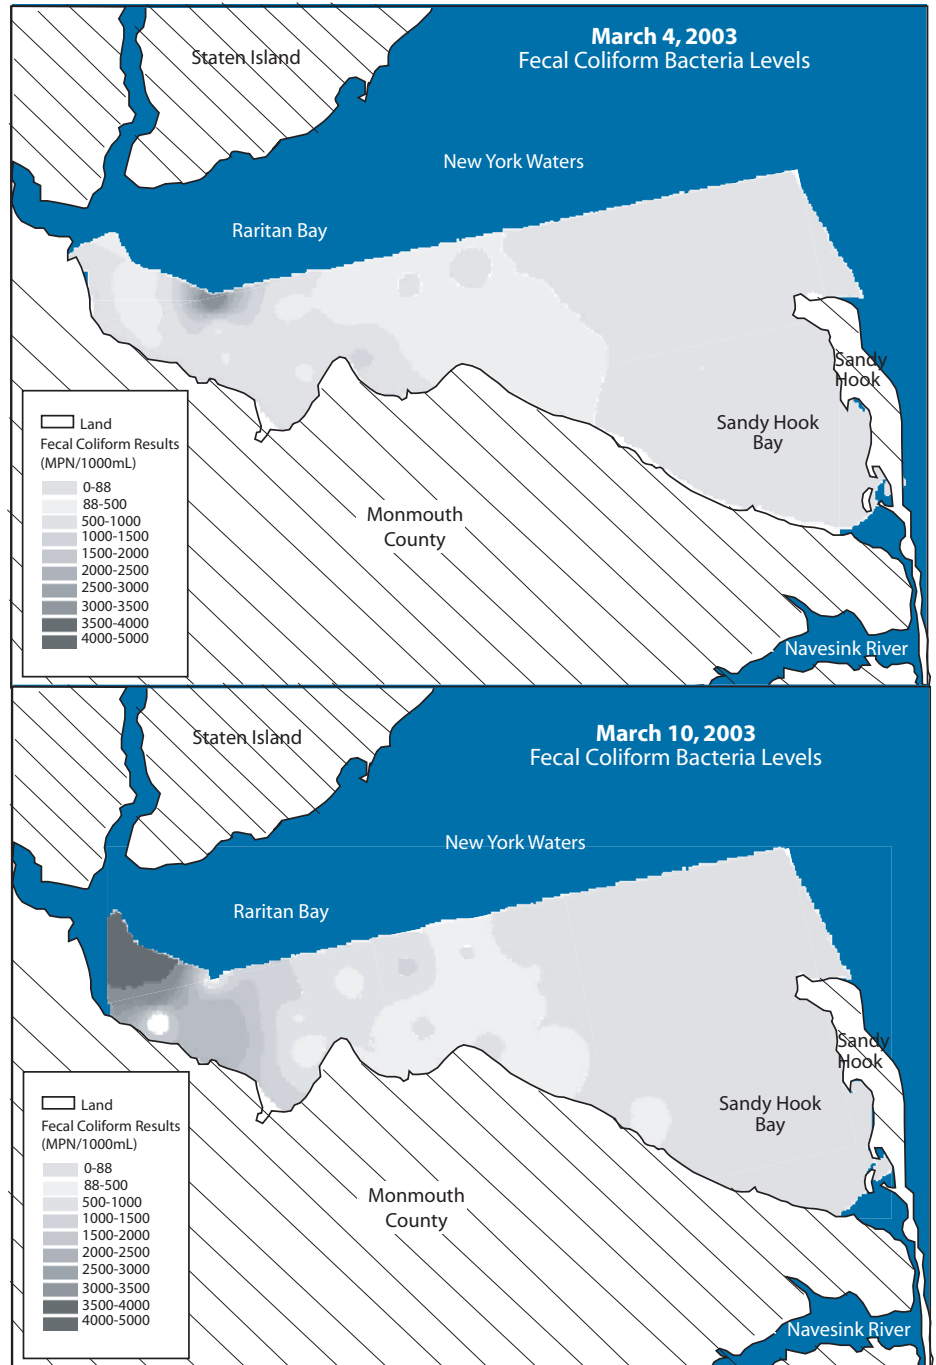 March 4, 2003
Fecal Coliform Bacteria Levels
Staten Island
New York Waters
Raritan Bay
Sandy
Hook
Sandy Hook
Bay
Monmouth
County
Navesink River
Land
Fecal Coliform Results
(MPN/1000mL)
0-88
88-500
500-1000
1000-1500
1500-2000
2000-2500
2500-3000
3000-3500
3500-4000
4000-5000
March 10, 2003
Fecal Coliform Bacteria Levels
Staten Island
New York Waters
Raritan Bay
Sandy
Hook
Sandy Hook
Bay
Monmouth
County
Navesink River
Land
Fecal Coliform Results
(MPN/1000mL)
0-88
88-500
500-1000
1000-1500
1500-2000
2000-2500
2500-3000
3000-3500
3500-4000
4000-5000